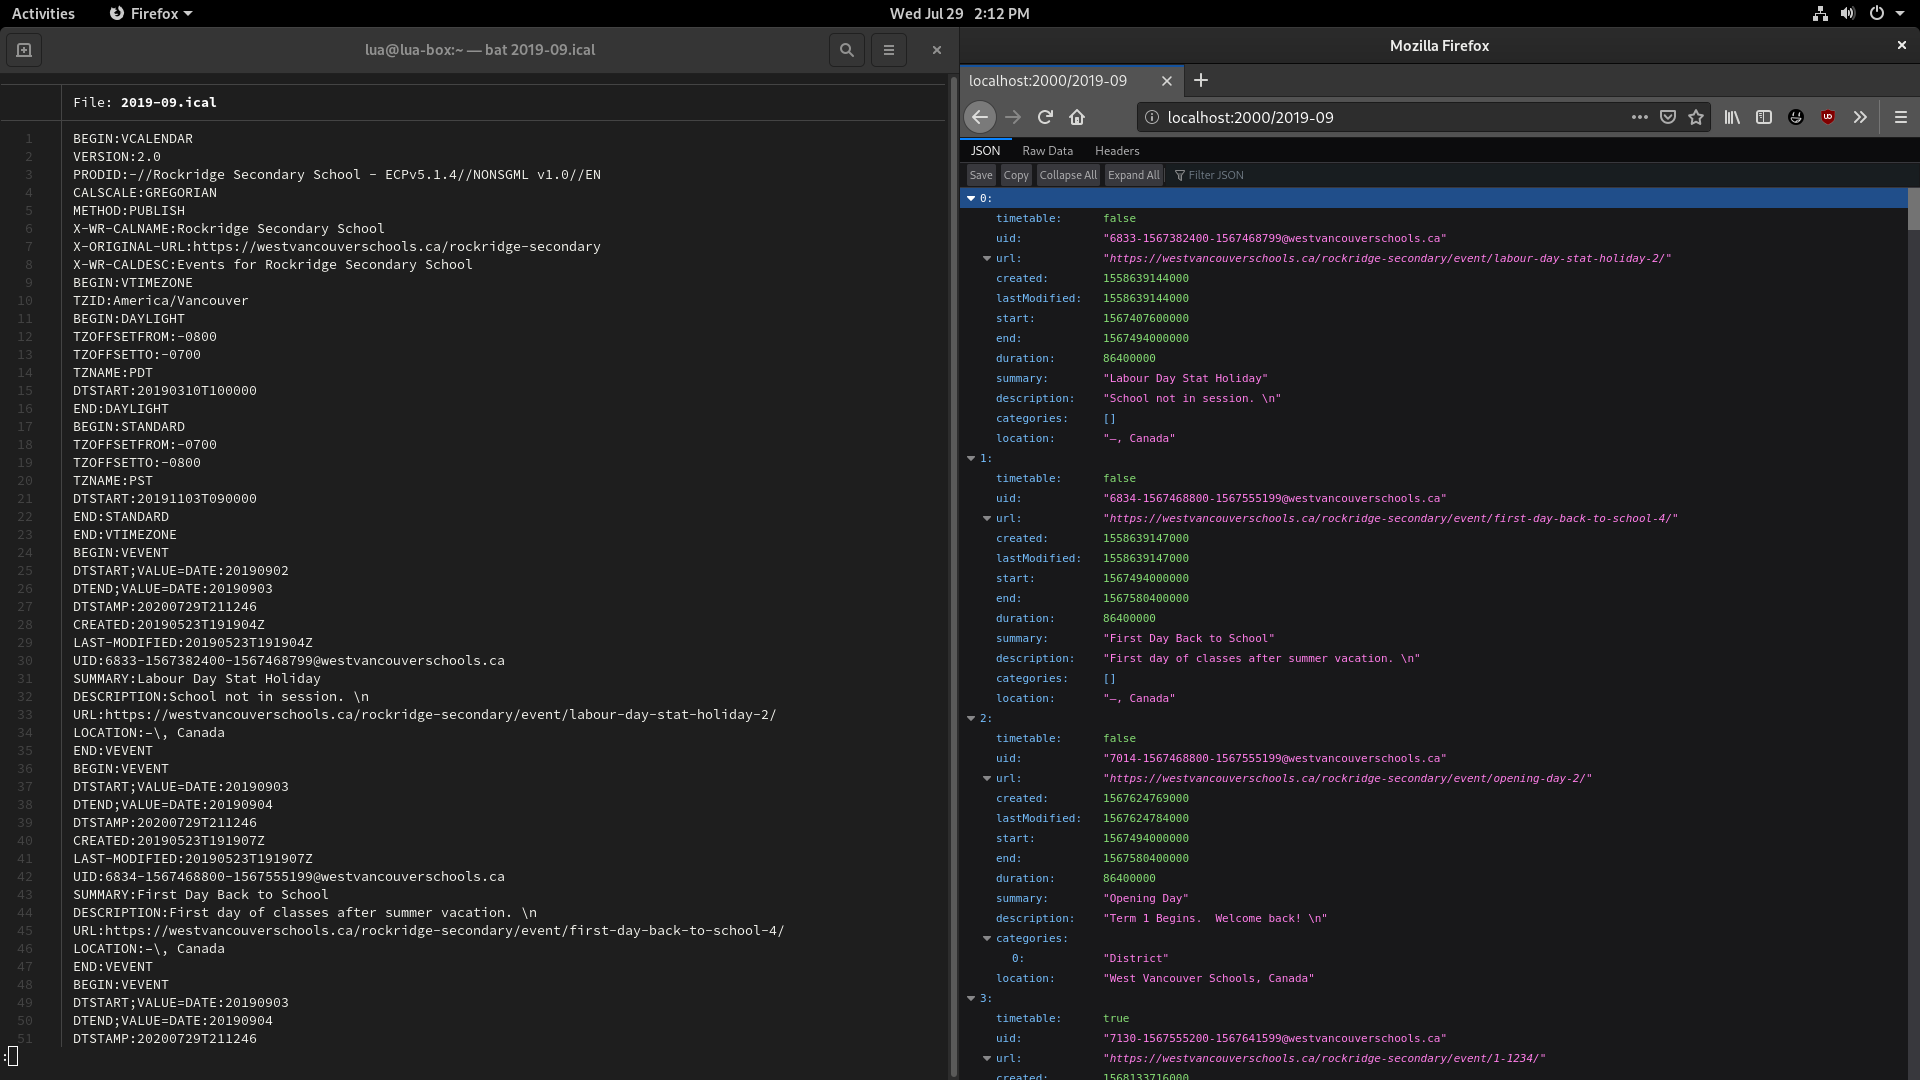 Activities
Firefox
Wed Jul 29 2:12 PM
lua@lua-box:~ — bat 2019-09.ical
File: 2019-09.ical
1 BEGIN:VCALENDAR
2 VERSION:2.0
3 PRODID:-//Rockridge Secondary School - ECPv5.1.4//NONSGML v1.0//EN
4 CALSCALE:GREGORIAN
5 METHOD:PUBLISH
6 X-WR-CALNAME:Rockridge Secondary School
7 X-ORIGINAL-URL:https://westvancouverschools.ca/rockridge-secondary
8 X-WR-CALDESC:Events for Rockridge Secondary School
9 BEGIN:VTIMEZONE
10 TZID:America/Vancouver
11 BEGIN:DAYLIGHT
12 TZOFFSETFROM:-0800
13 TZOFFSETTO:-0700
14 TZNAME:PDT
15 DTSTART:20190310T100000
16 END:DAYLIGHT
17 BEGIN:STANDARD
18 TZOFFSETFROM:-0700
19 TZOFFSETTO:-0800
20 TZNAME:PST
21 DTSTART:20191103T090000
22 END:STANDARD
23 END:VTIMEZONE
24 BEGIN:VEVENT
25 DTSTART;VALUE=DATE:20190902
26 DTEND;VALUE=DATE:20190903
27 DTSTAMP:20200729T211246
28 CREATED:20190523T191904Z
29 LAST-MODIFIED:20190523T191904Z
30 UID:6833-1567382400-1567468799@westvancouverschools.ca
31 SUMMARY:Labour Day Stat Holiday
32 DESCRIPTION:School not in session. \n
33 URL:https://westvancouverschools.ca/rockridge-secondary/event/labour-day-stat-holiday-2/
34 LOCATION:–\, Canada
35 END:VEVENT
36 BEGIN:VEVENT
37 DTSTART;VALUE=DATE:20190903
38 DTEND;VALUE=DATE:20190904
39 DTSTAMP:20200729T211246
40 CREATED:20190523T191907Z
41 LAST-MODIFIED:20190523T191907Z
42 UID:6834-1567468800-1567555199@westvancouverschools.ca
43 SUMMARY:First Day Back to School
44 DESCRIPTION:First day of classes after summer vacation. \n
45 URL:https://westvancouverschools.ca/rockridge-secondary/event/first-day-back-to-school-4/
46 LOCATION:–\, Canada
47 END:VEVENT
48 BEGIN:VEVENT
49 DTSTART;VALUE=DATE:20190903
50 DTEND;VALUE=DATE:20190904
51 DTSTAMP:20200729T211246
:
Mozilla Firefox
localhost:2000/2019-09
localhost:2000/2019-09
JSON Raw Data Headers
Save Copy Collapse All Expand All Filter JSON
0:
timetable: false
uid: "6833-1567382400-1567468799@westvancouverschools.ca"
url: "https://westvancouverschools.ca/rockridge-secondary/event/labour-day-stat-holiday-2/"
created: 1558639144000
lastModified: 1558639144000
start: 1567407600000
end: 1567494000000
duration: 86400000
summary: "Labour Day Stat Holiday"
description: "School not in session. \n"
categories: []
location: "–, Canada"
1:
timetable: false
uid: "6834-1567468800-1567555199@westvancouverschools.ca"
url: "https://westvancouverschools.ca/rockridge-secondary/event/first-day-back-to-school-4/"
created: 1558639147000
lastModified: 1558639147000
start: 1567494000000
end: 1567580400000
duration: 86400000
summary: "First Day Back to School"
description: "First day of classes after summer vacation. \n"
categories: []
location: "–, Canada"
2:
timetable: false
uid: "7014-1567468800-1567555199@westvancouverschools.ca"
url: "https://westvancouverschools.ca/rockridge-secondary/event/opening-day-2/"
created: 1567624769000
lastModified: 1567624784000
start: 1567494000000
end: 1567580400000
duration: 86400000
summary: "Opening Day"
description: "Term 1 Begins.  Welcome back! \n"
categories:
0: "District"
location: "West Vancouver Schools, Canada"
3:
timetable: true
uid: "7130-1567555200-1567641599@westvancouverschools.ca"
url: "https://westvancouverschools.ca/rockridge-secondary/event/1-1234/"
created: 1568133716000